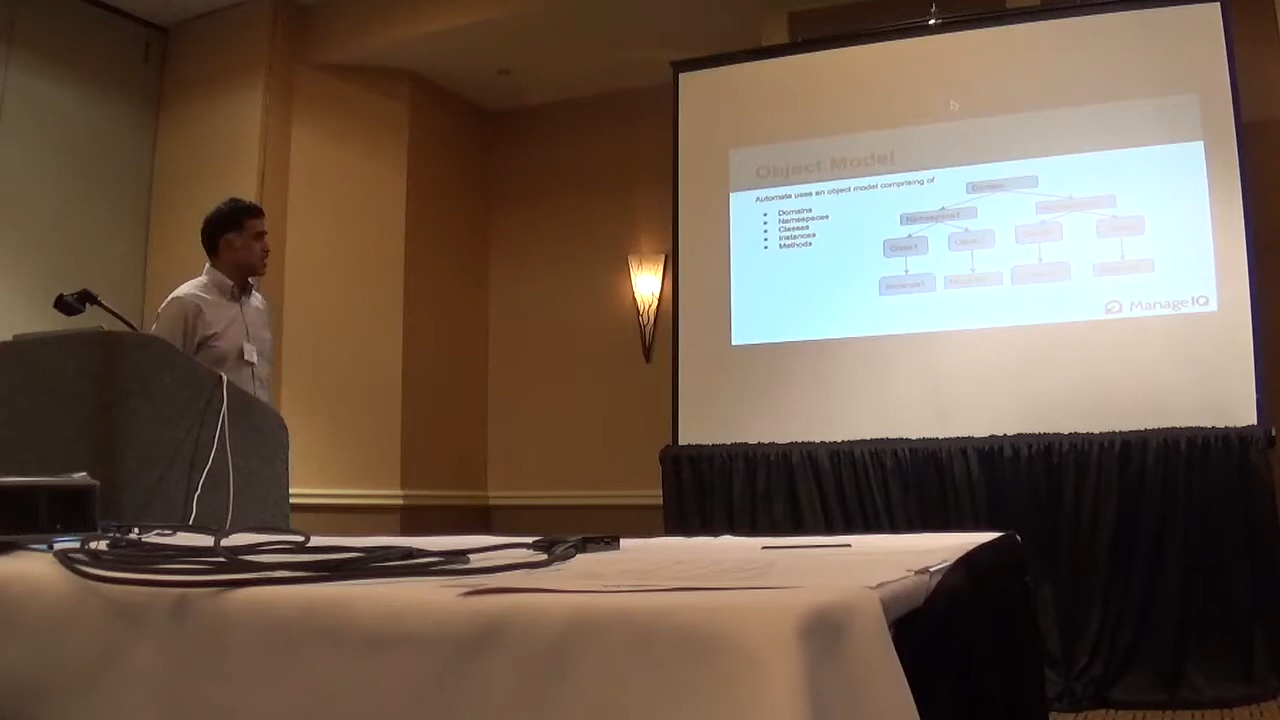 Object Model
Automate uses an object model comprising of
Domains
Namespaces
Classes
Instances
Methods
Domain
Namespace1
Class1
Class2
Instance1
ManageIQ